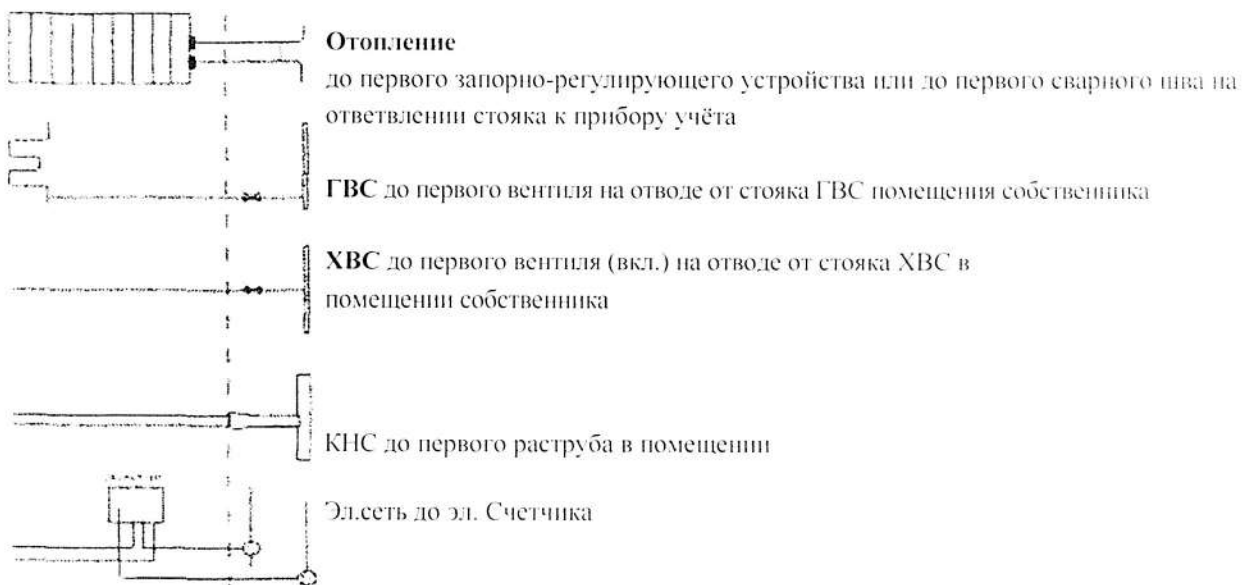 Отопление
до первого запорно-регулирующего устройства или до первого сварного шва на
ответвлении стояка к прибору учёта
ГВС до первого вентиля на отводе от стояка ГВС помещения собственника
ХВС до первого вентиля (вкл.) на отводе от стояка ХВС в
помещении собственника
КНС до первого раструба в помещении
Эл.сеть до эл. Счетчика